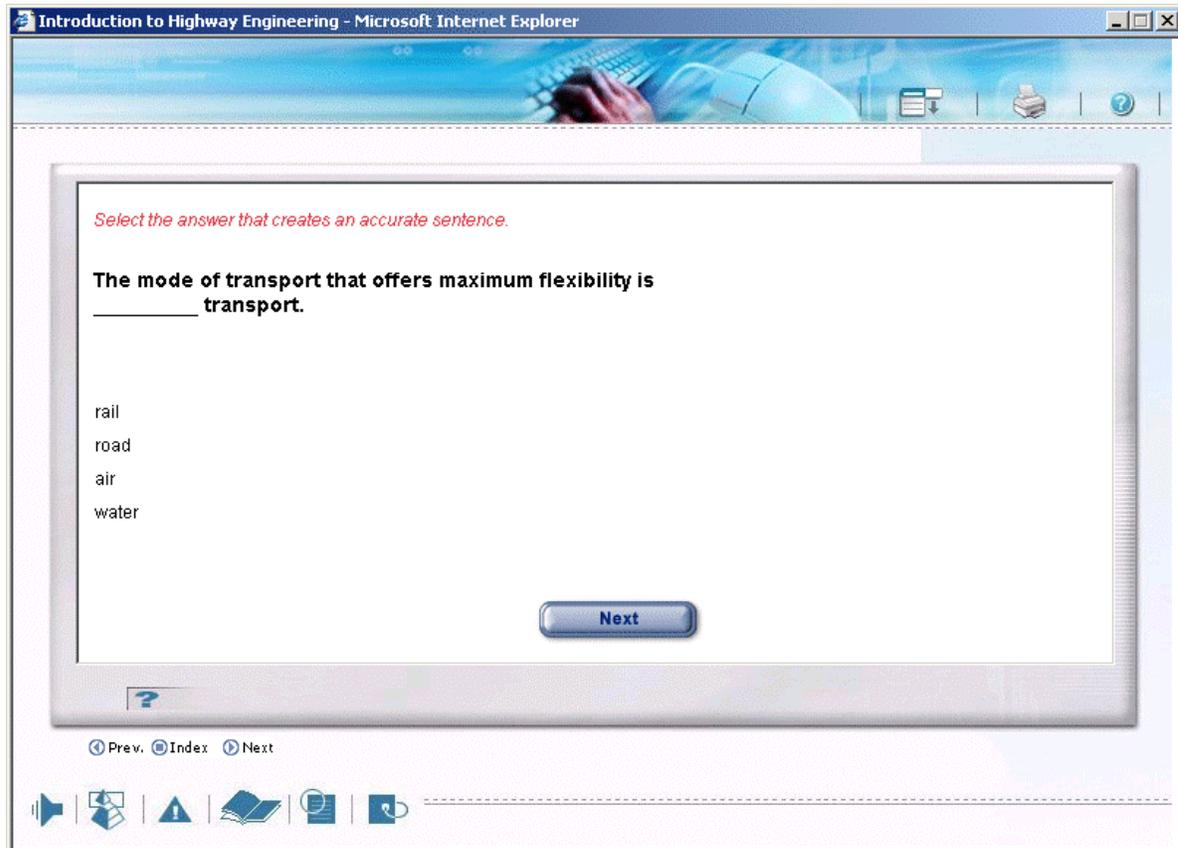 Introduction to Highway Engineering - Microsoft Internet Explorer
Select the answer that creates an accurate sentence.
The mode of transport that offers maximum flexibility is
_________ transport.
rail
road
air
water
Next
Prev. Index Next